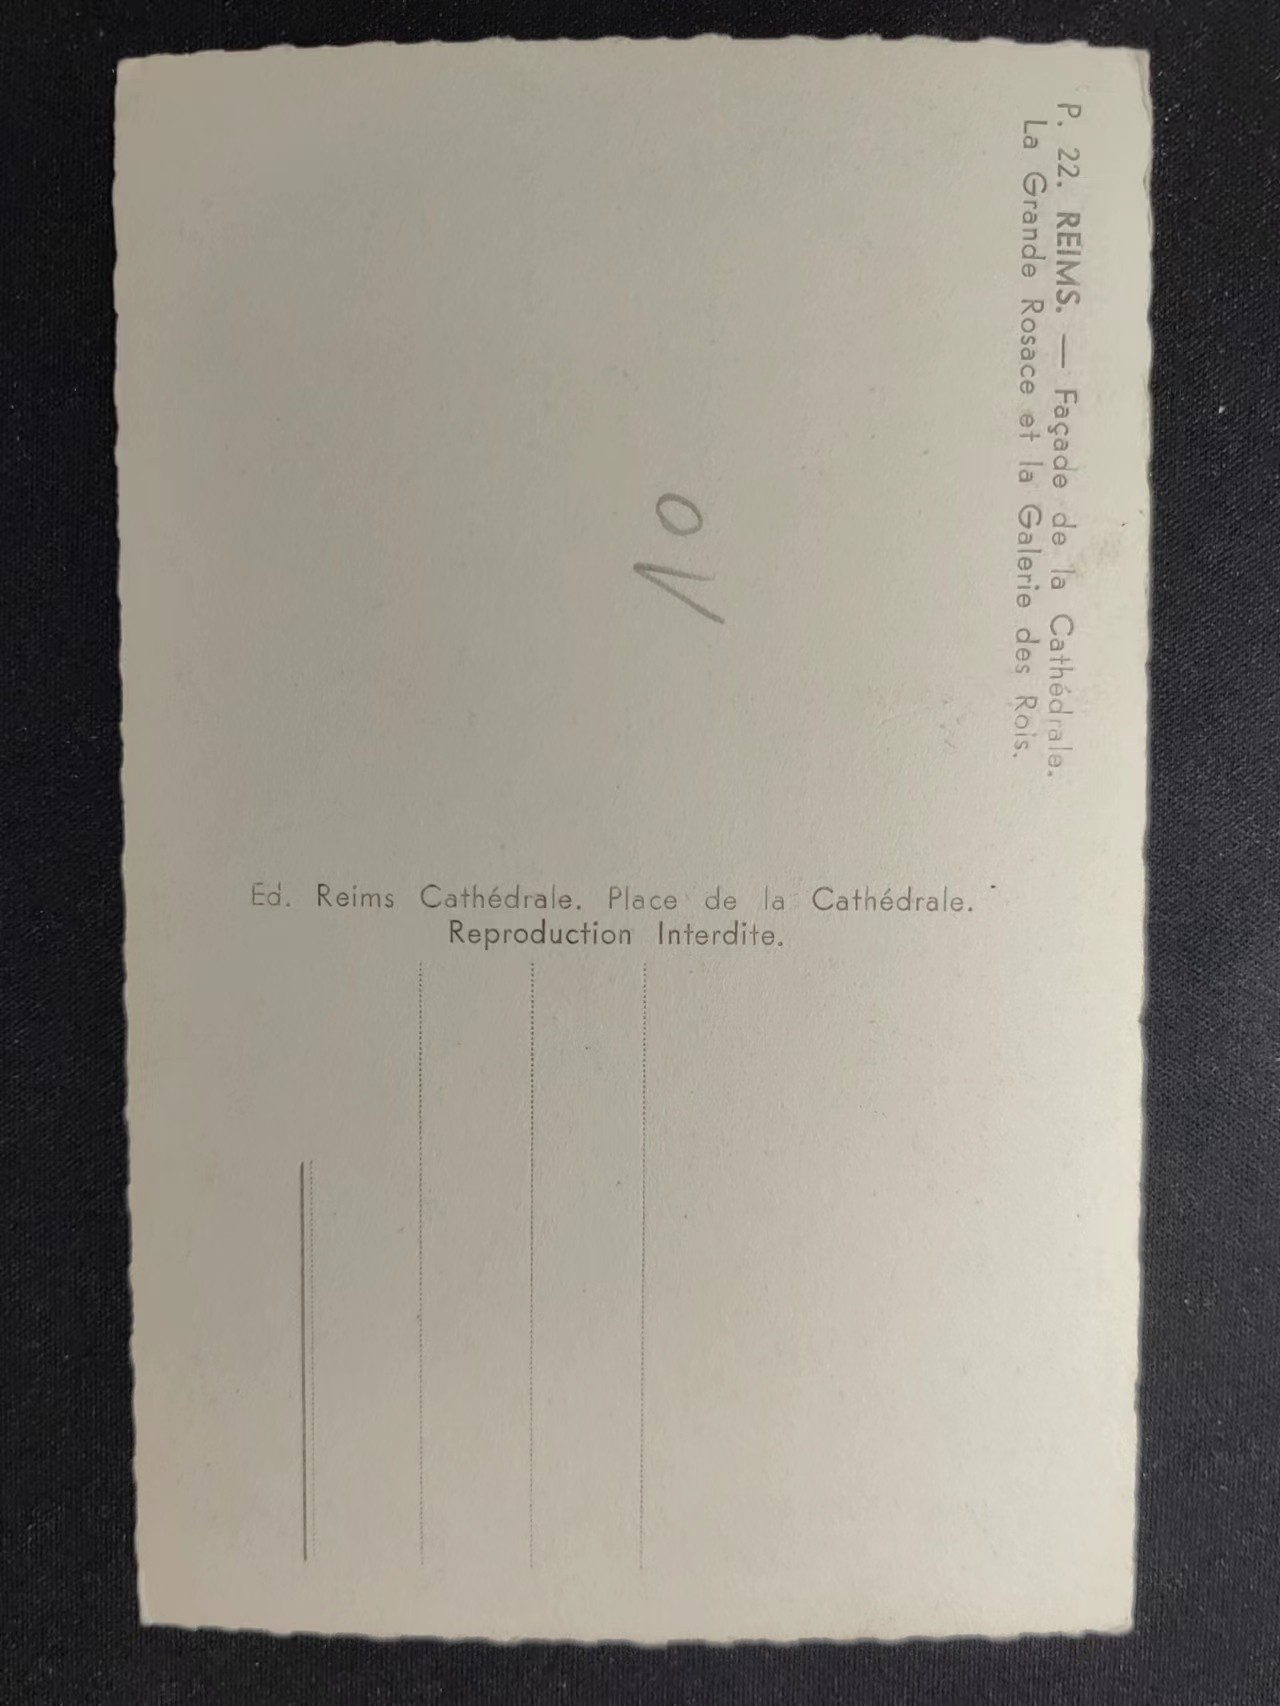 P. 22. REIMS. — Façade de la Cathédrale.
La Grande Rosace et la Galerie des Rois.
Ed. Reims Cathédrale. Place de la Cathédrale.
Reproduction Interdite.